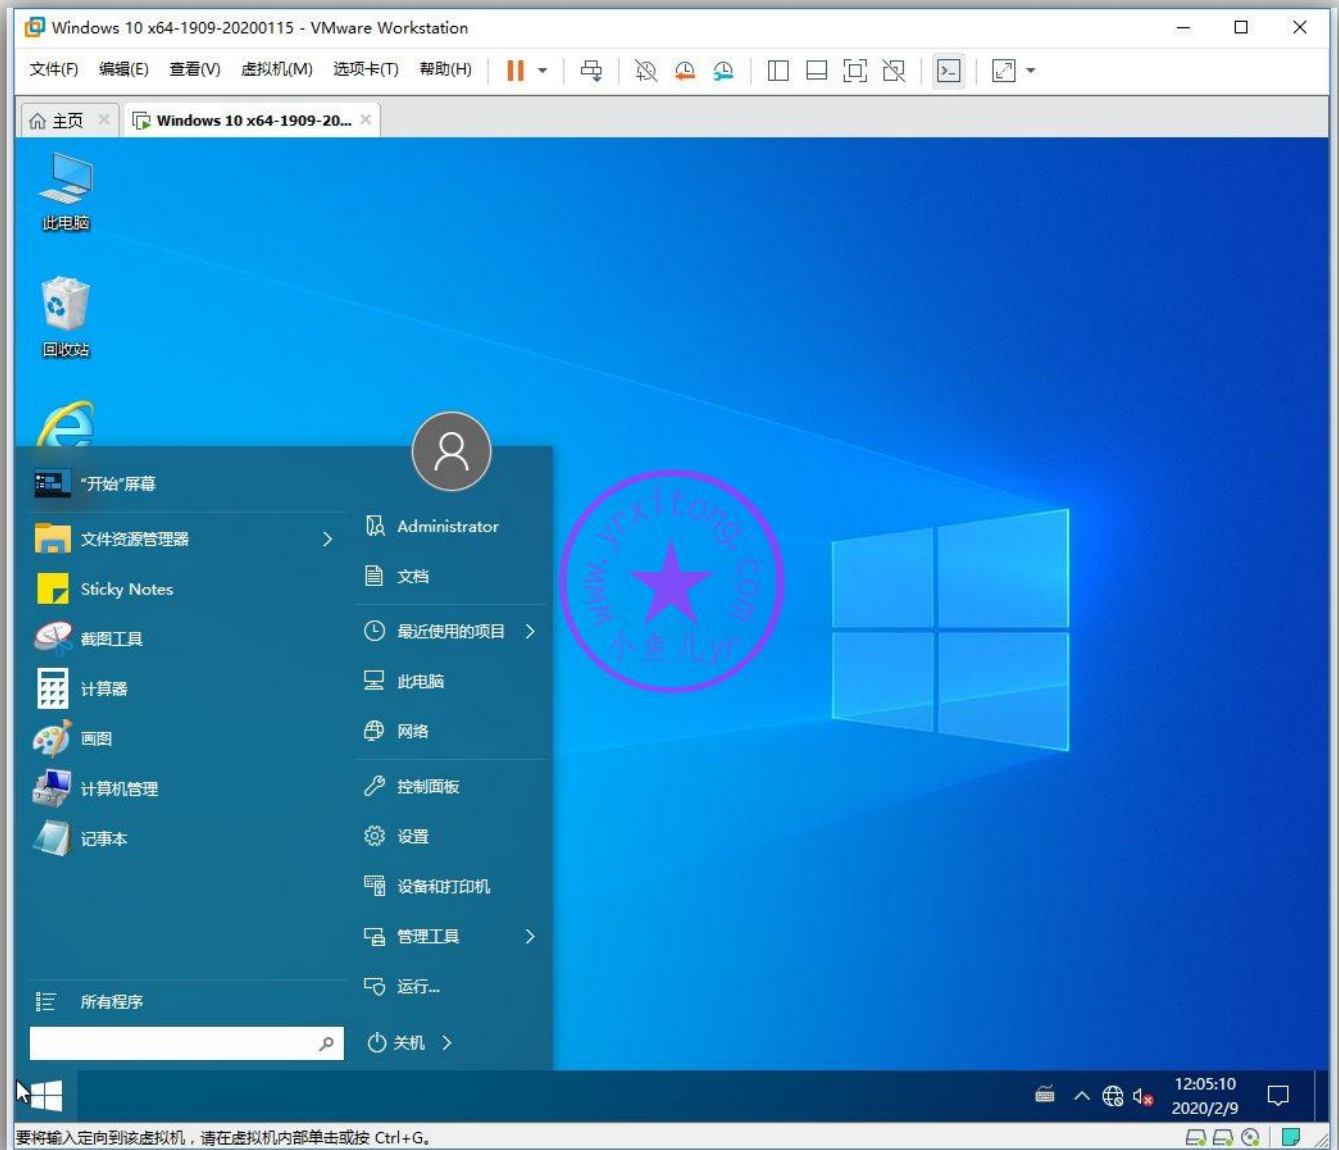 Windows 10 x64-1909-20200115 - VMware Workstation
文件(F) 编辑(E) 查看(V) 虚拟机(M) 选项卡(T) 帮助(H)
主页 Windows 10 x64-1909-20...
此电脑
回收站
"开始"屏幕
文件资源管理器
Sticky Notes
截图工具
计算器
画图
计算机管理
记事本
所有程序
Administrator
文档
最近使用的项目
此电脑
网络
控制面板
设置
设备和打印机
管理工具
运行...
关机
www.yrxitong.com
小鱼儿yr
12:05:10
2020/2/9
要将输入定向到该虚拟机，请在虚拟机内部单击或按 Ctrl+G。